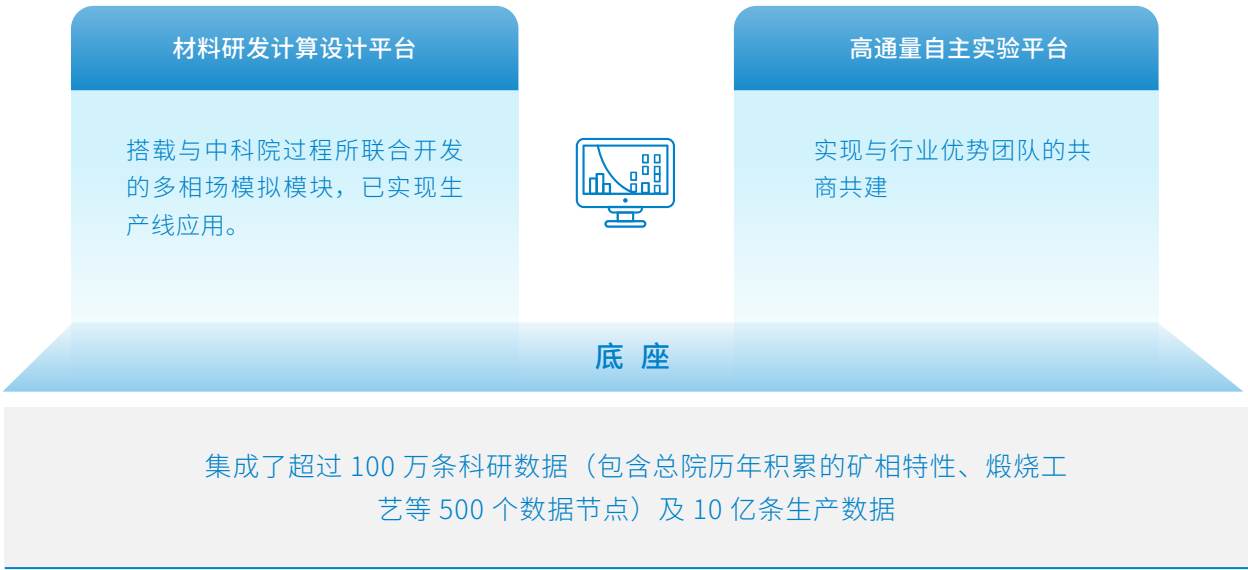 材料研发计算设计平台
搭载与中科院过程所联合开发
的多相场模拟模块，已实现生
产线应用。
高通量自主实验平台
实现与行业优势团队的共
商共建
底 座
集成了超过 100 万条科研数据（包含总院历年积累的矿相特性、煅烧工
艺等 500 个数据节点）及 10 亿条生产数据